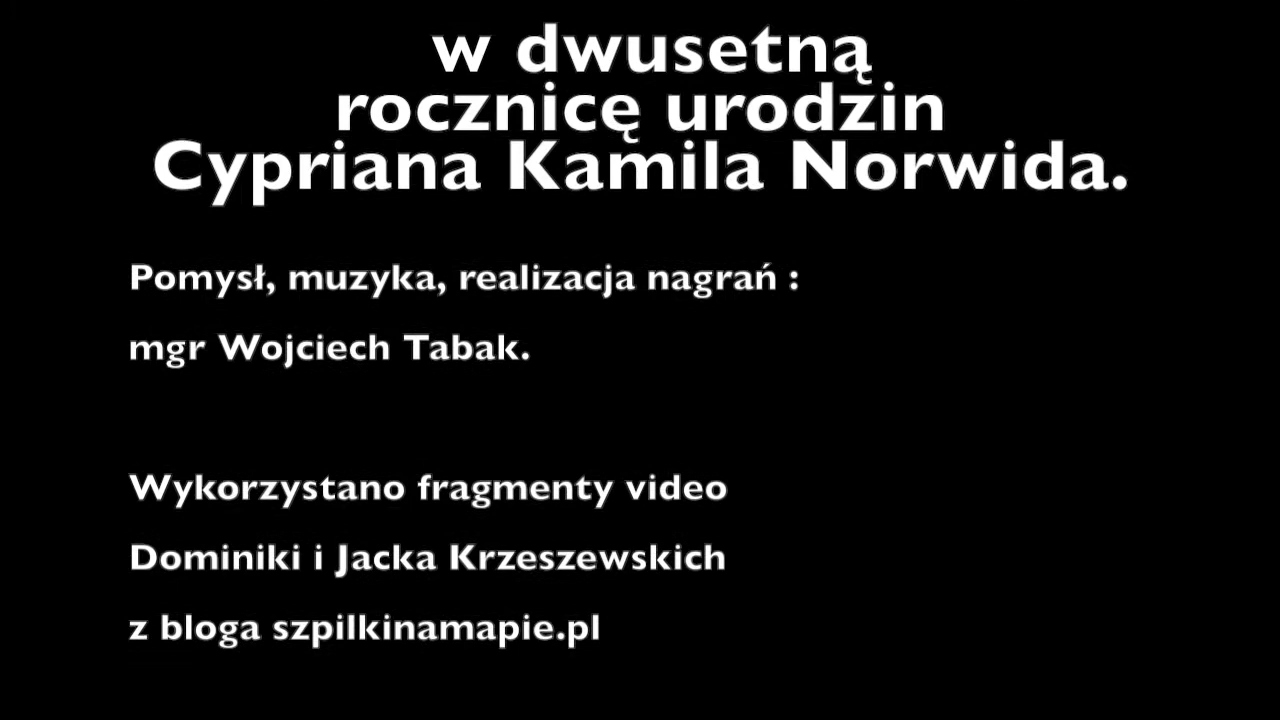 w dwusetną
rocznicę urodzin
Cypriana Kamila Norwida.
Pomysł, muzyka, realizacja nagrań :
mgr Wojciech Tabak.
Wykorzystano fragmenty video
Dominiki i Jacka Krzeszewskich
z bloga szpilkinamapie.pl